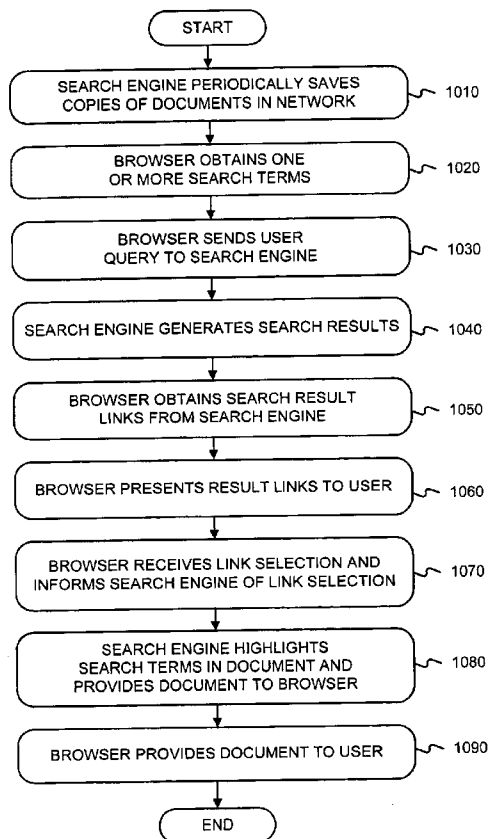 START
SEARCH ENGINE PERIODICALLY SAVES
COPIES OF DOCUMENTS IN NETWORK
1010
BROWSER OBTAINS ONE
OR MORE SEARCH TERMS
1020
BROWSER SENDS USER
QUERY TO SEARCH ENGINE
1030
SEARCH ENGINE GENERATES SEARCH RESULTS
1040
BROWSER OBTAINS SEARCH RESULT
LINKS FROM SEARCH ENGINE
1050
BROWSER PRESENTS RESULT LINKS TO USER
1060
BROWSER RECEIVES LINK SELECTION AND
INFORMS SEARCH ENGINE OF LINK SELECTION
1070
SEARCH ENGINE HIGHLIGHTS
SEARCH TERMS IN DOCUMENT AND
PROVIDES DOCUMENT TO BROWSER
1080
BROWSER PROVIDES DOCUMENT TO USER
1090
END